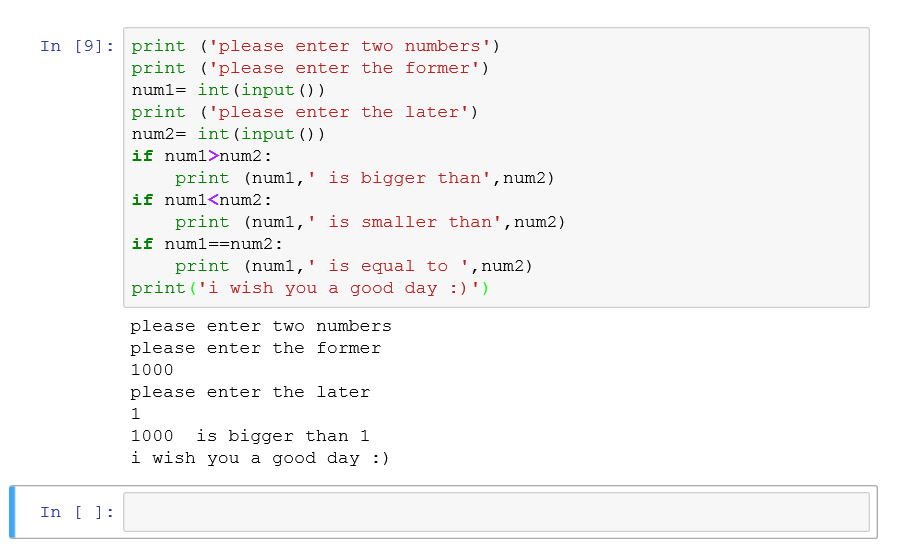 In [9]: print ('please enter two numbers')
print ('please enter the former')
num1= int(input())
print ('please enter the later')
num2= int(input())
if num1>num2:
    print (num1,' is bigger than',num2)
if num1<num2:
    print (num1,' is smaller than',num2)
if num1==num2:
    print (num1,' is equal to ',num2)
print('i wish you a good day :)')
please enter two numbers
please enter the former
1000
please enter the later
1
1000  is bigger than 1
i wish you a good day :)
In [ ]: